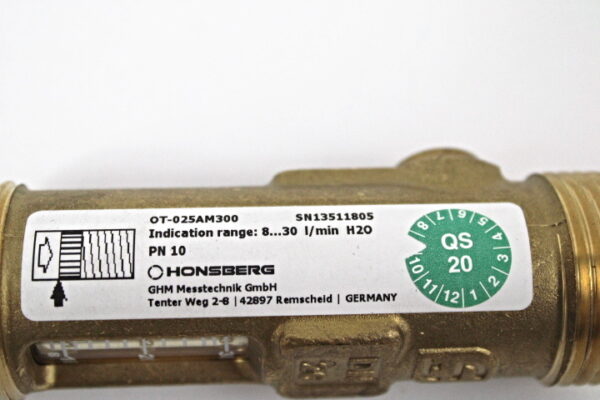 OT-025AM300 SN13511805
Indication range: 8...30 l/min H2O
PN 10
HONSBERG
GHM Messtechnik GmbH
Tenter Weg 2-8 | 42897 Remscheid | GERMANY
QS
20
1 2 3 4 5 6 7 8 10 11 12